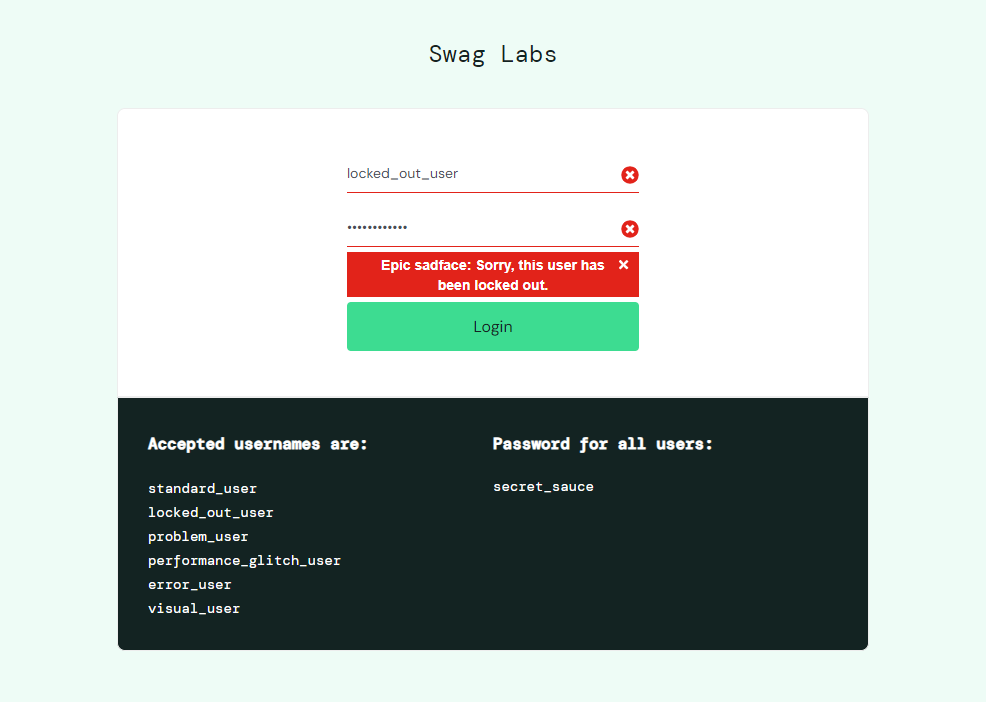 Swag Labs
locked_out_user
••••••••••••
Epic sadface: Sorry, this user has
been locked out.
Login
Accepted usernames are:
standard_user
locked_out_user
problem_user
performance_glitch_user
error_user
visual_user
Password for all users:
secret_sauce